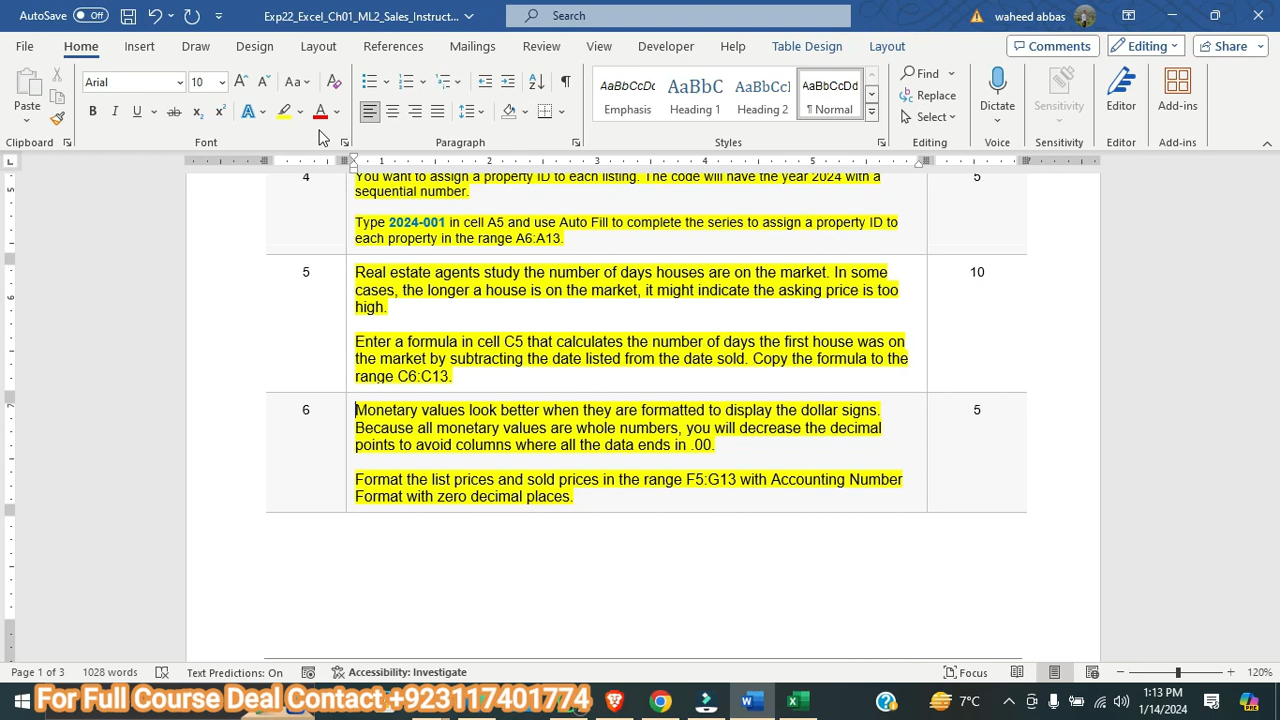 AutoSave Off Exp22_Excel_Ch01_ML2_Sales_Instruct... Search waheed abbas
File Home Insert Draw Design Layout References Mailings Review View Developer Help Table Design Layout Comments Editing Share
Paste Arial 10 Aa AaBbCcDc AaBbC AaBbCc AaBbCcDd Find Replace Select Dictate Sensitivity Editor Add-ins
B I U ab x₂ x² A A Emphasis Heading 1 Heading 2 ¶ Normal
Clipboard Font Paragraph Styles Editing Voice Sensitivity Editor Add-ins
1 2 3 4 5 6 7
4 You want to assign a property ID to each listing. The code will have the year 2024 with a 5
sequential number.
Type 2024-001 in cell A5 and use Auto Fill to complete the series to assign a property ID to
each property in the range A6:A13.
5 Real estate agents study the number of days houses are on the market. In some 10
cases, the longer a house is on the market, it might indicate the asking price is too
high.
Enter a formula in cell C5 that calculates the number of days the first house was on
the market by subtracting the date listed from the date sold. Copy the formula to the
range C6:C13.
6 Monetary values look better when they are formatted to display the dollar signs. 5
Because all monetary values are whole numbers, you will decrease the decimal
points to avoid columns where all the data ends in .00.
Format the list prices and sold prices in the range F5:G13 with Accounting Number
Format with zero decimal places.
Page 1 of 3 1028 words Text Predictions: On Accessibility: Investigate Focus 120%
For Full Course Deal Contact +923117401774 7°C 1:13 PM
1/14/2024